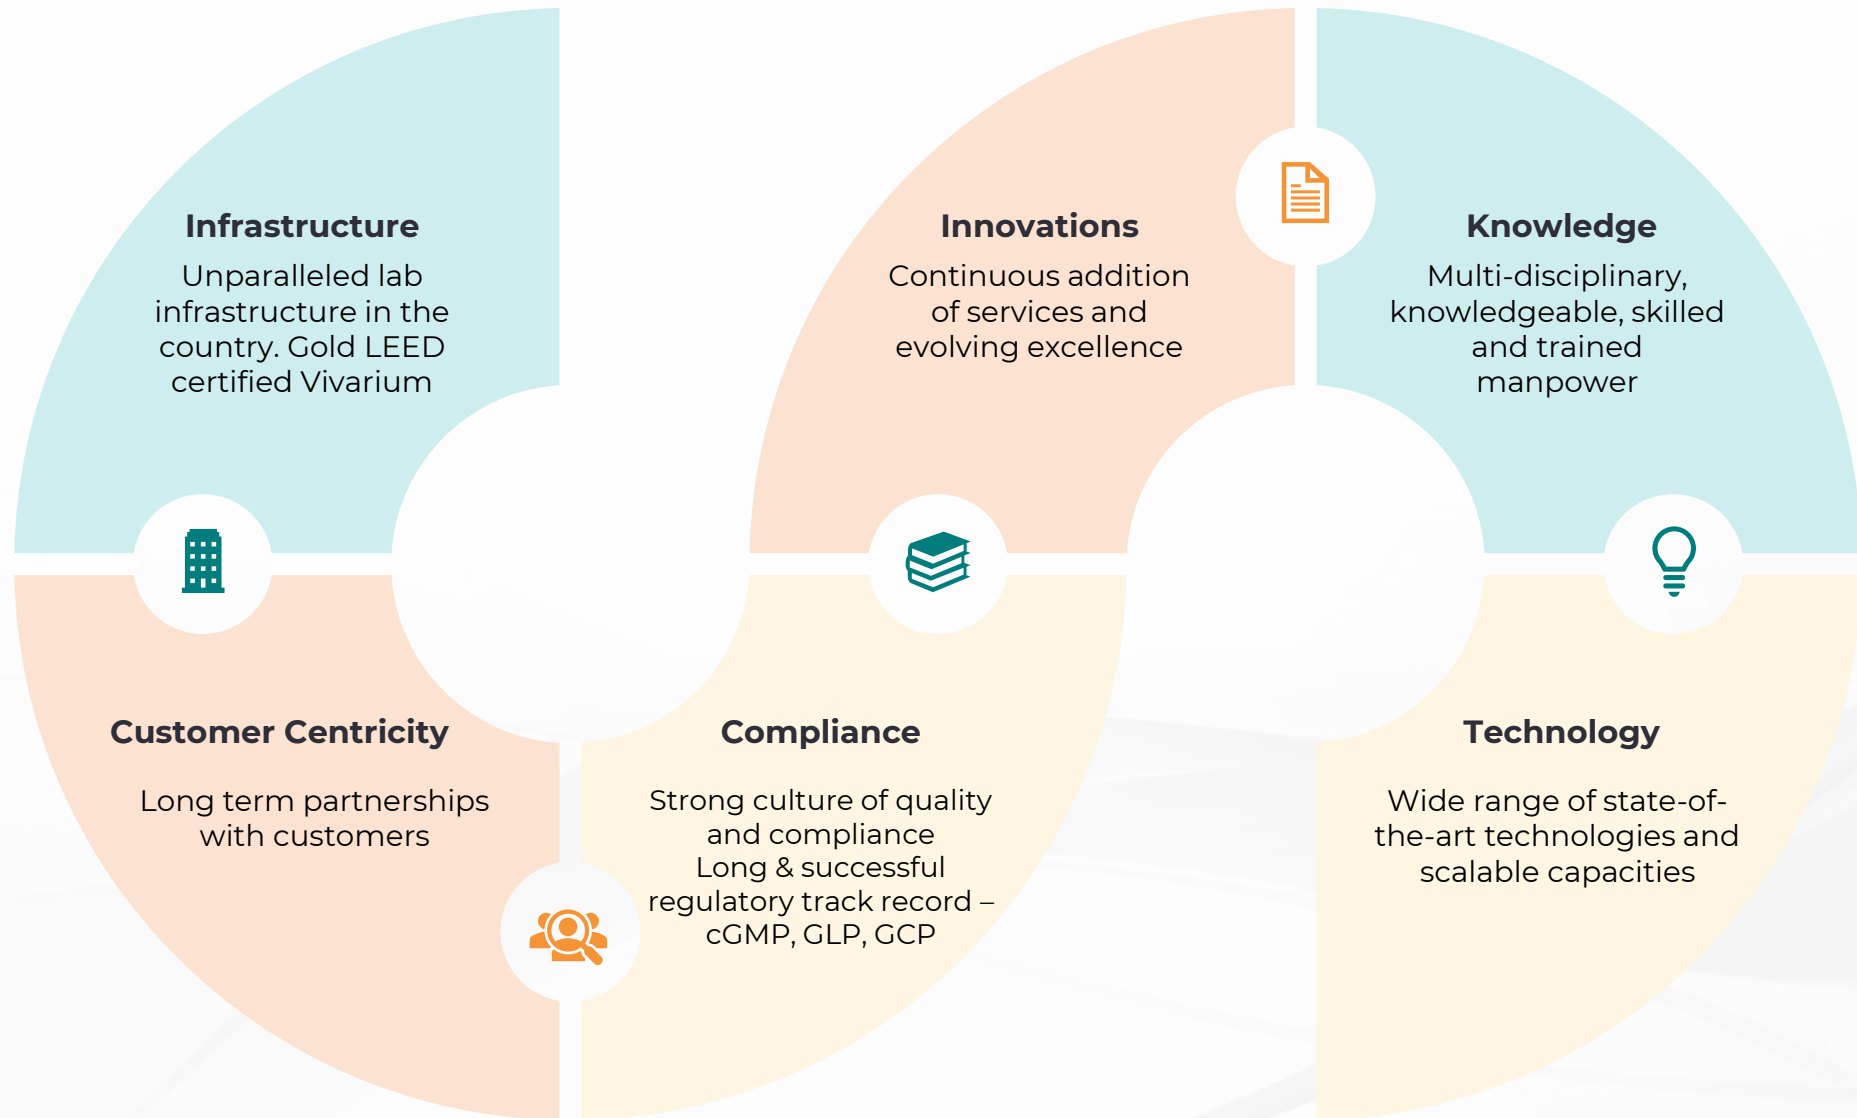 Infrastructure
Unparalleled lab
infrastructure in the
country. Gold LEED
certified Vivarium
Innovations
Continuous addition
of services and
evolving excellence
Knowledge
Multi-disciplinary,
knowledgeable, skilled
and trained
manpower
Customer Centricity
Long term partnerships
with customers
Compliance
Strong culture of quality
and compliance
Long & successful
regulatory track record –
cGMP, GLP, GCP
Technology
Wide range of state-of-
the-art technologies and
scalable capacities